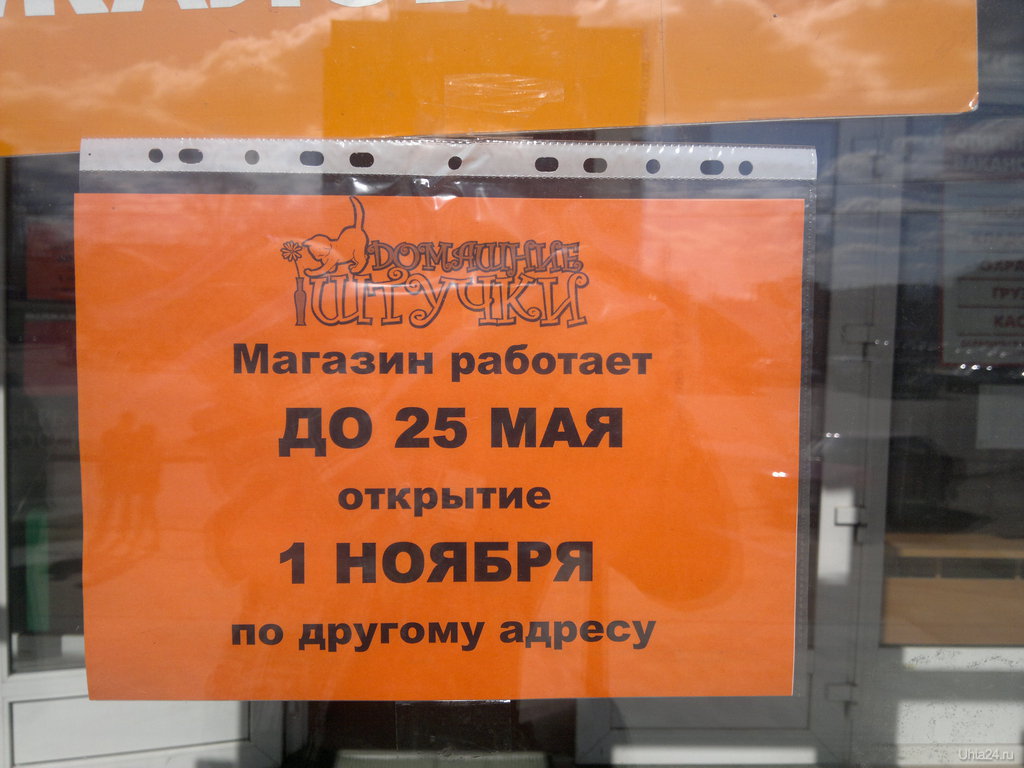 ДОМАШНИЕ
ШТУЧКИ
Магазин работает
ДО 25 МАЯ
открытие
1 НОЯБРЯ
по другому адресу
Uhta24.ru